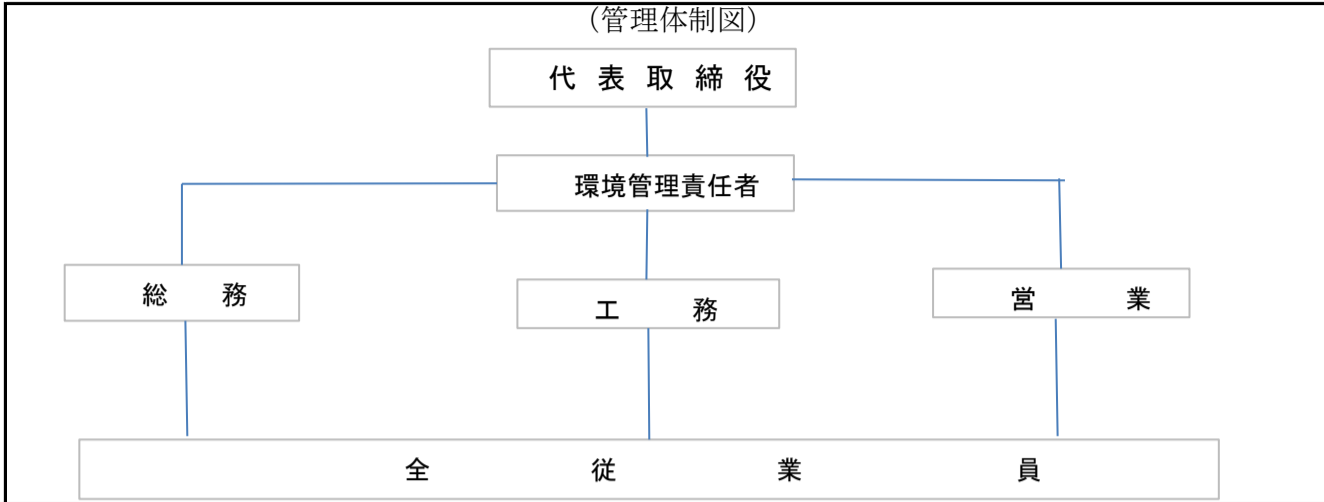 （管理体制図）
代 表 取 締 役
環境管理責任者
総　　務
工　　　務
営　　　業
全　　　従　　　業　　　員